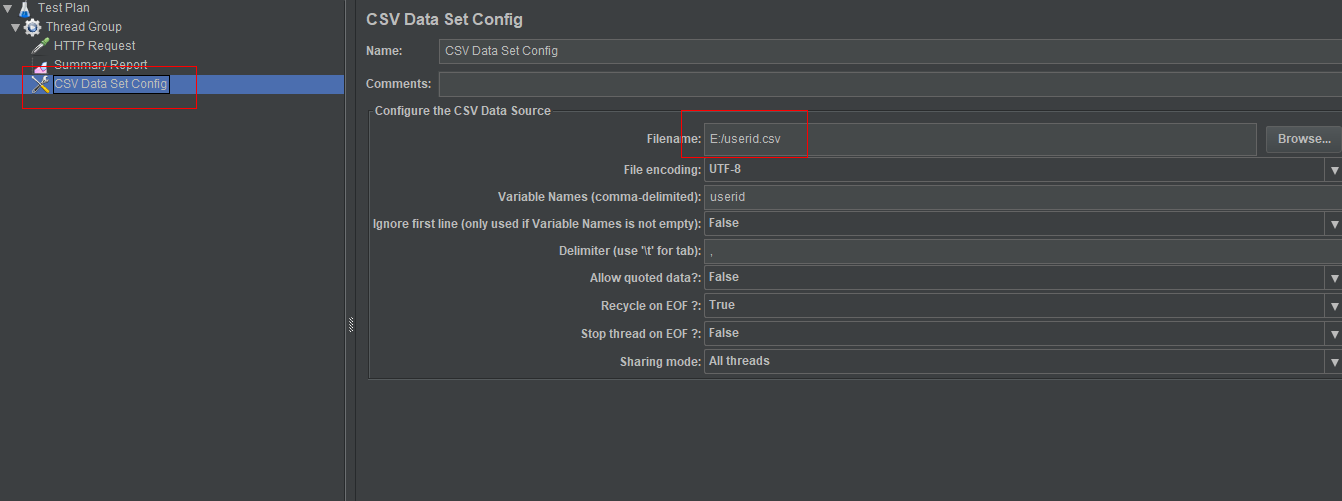 Test Plan
Thread Group
HTTP Request
Summary Report
CSV Data Set Config
CSV Data Set Config
Name: CSV Data Set Config
Comments:
Configure the CSV Data Source
Filename: E:/userid.csv Browse...
File encoding: UTF-8
Variable Names (comma-delimited): userid
Ignore first line (only used if Variable Names is not empty): False
Delimiter (use '\t' for tab): ,
Allow quoted data?: False
Recycle on EOF ?: True
Stop thread on EOF ?: False
Sharing mode: All threads